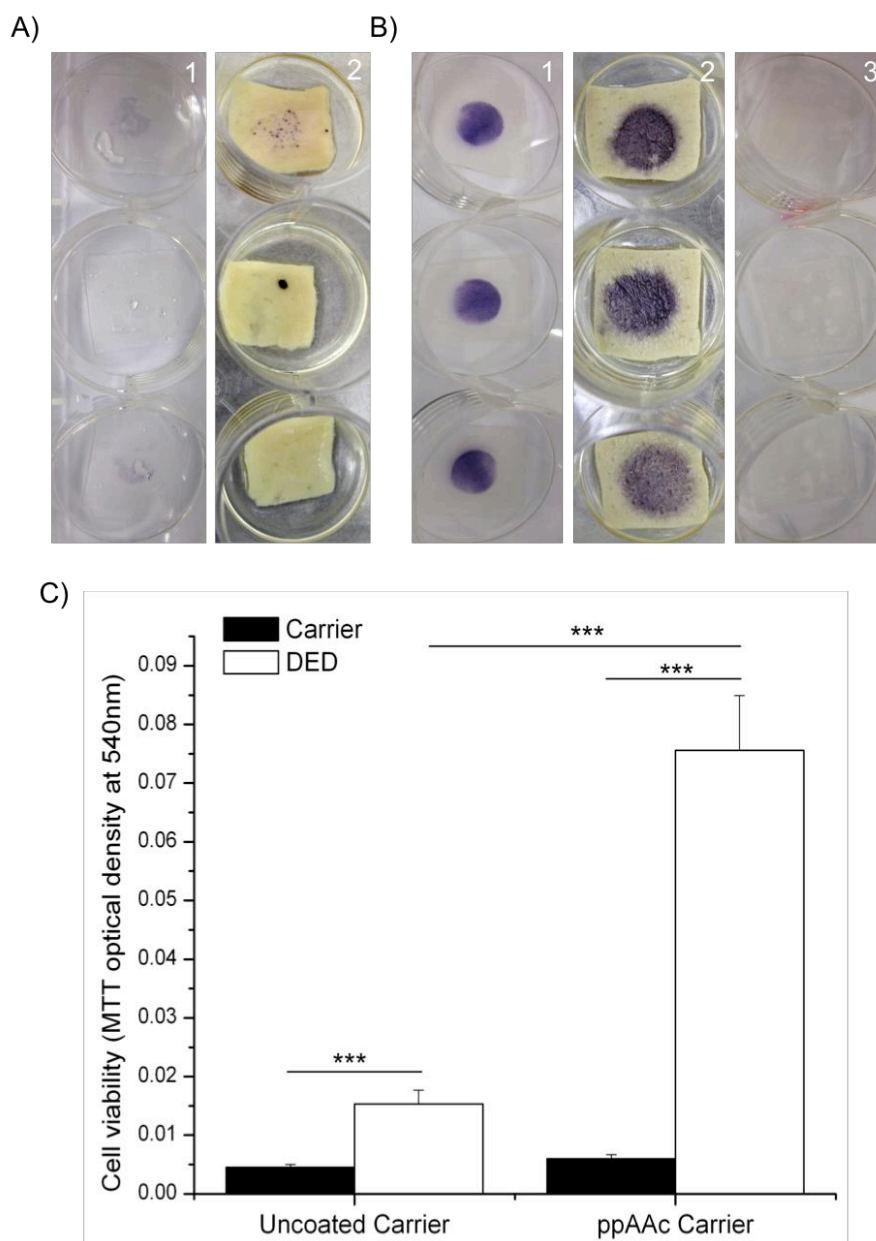 A)
B)
1
2
1
2
3
C)
Carrier
DED
***
***
***
0.09
0.08
0.07
0.06
0.05
0.04
0.03
0.02
0.01
0.00
Cell viability (MTT optical density at 540nm)
Uncoated Carrier
ppAAc Carrier